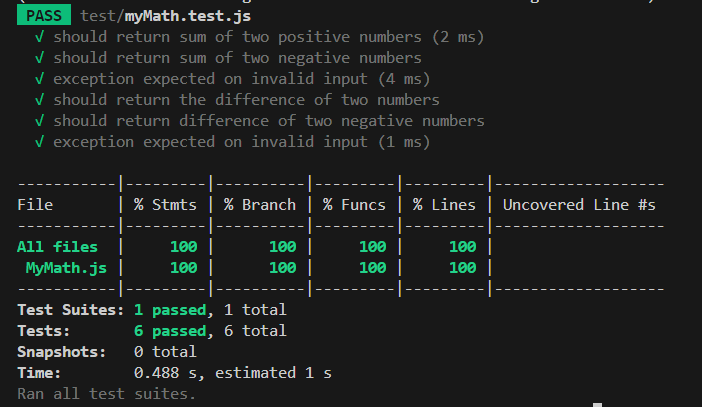 PASS test/myMath.test.js
√ should return sum of two positive numbers (2 ms)
√ should return sum of two negative numbers
√ exception expected on invalid input (4 ms)
√ should return the difference of two numbers
√ should return difference of two negative numbers
√ exception expected on invalid input (1 ms)
-----------|---------|----------|---------|---------|-------------------
File       | % Stmts | % Branch | % Funcs | % Lines | Uncovered Line #s
-----------|---------|----------|---------|---------|-------------------
All files  |     100 |      100 |     100 |     100 |
 MyMath.js |     100 |      100 |     100 |     100 |
-----------|---------|----------|---------|---------|-------------------
Test Suites: 1 passed, 1 total
Tests:       6 passed, 6 total
Snapshots:   0 total
Time:        0.488 s, estimated 1 s
Ran all test suites.